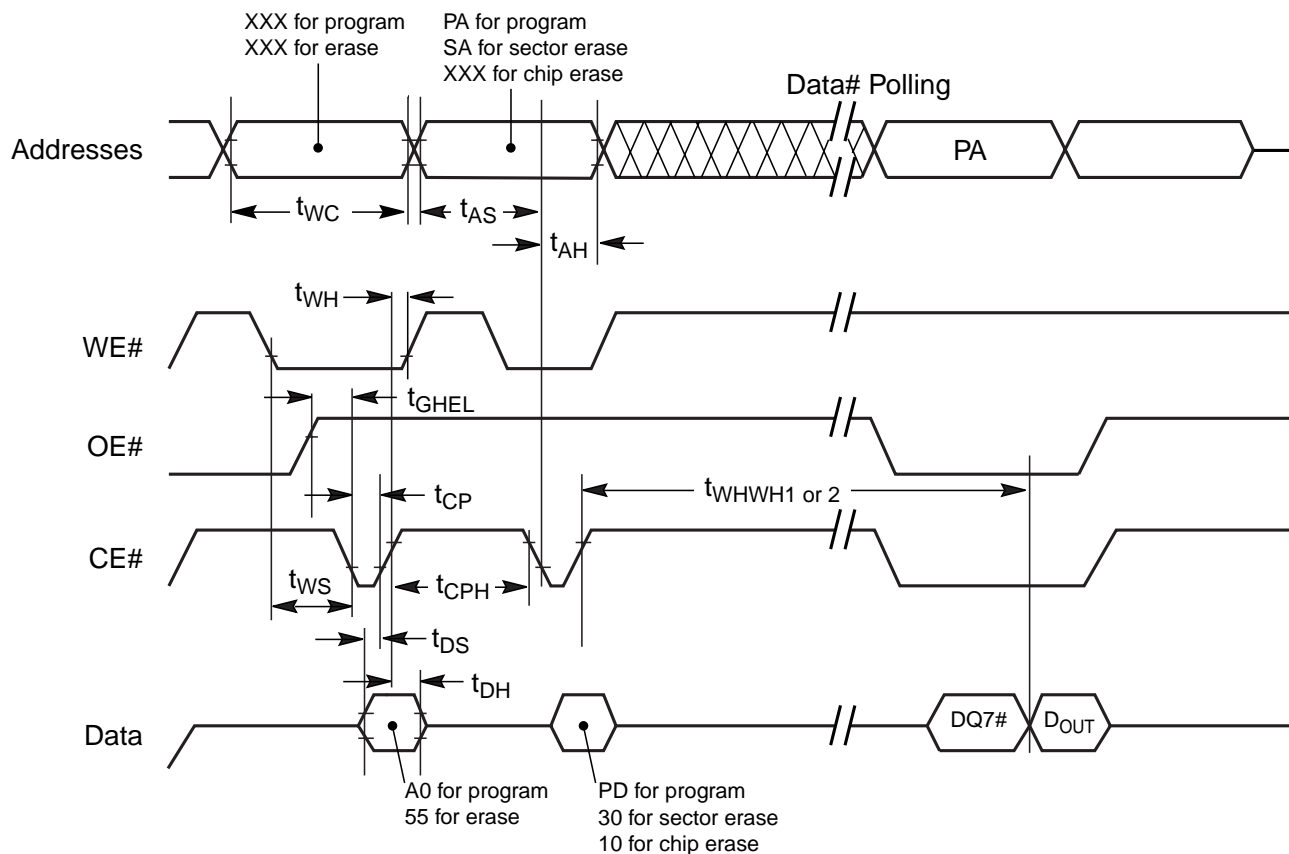 XXX for program
XXX for erase
PA for program
SA for sector erase
XXX for chip erase
Data# Polling
Addresses
PA
tWC
tAS
tAH
tWH
WE#
tGHEL
OE#
tCP
tWHWH1 or 2
CE#
tWS
tCPH
tDS
tDH
Data
DQ7#
DOUT
A0 for program
55 for erase
PD for program
30 for sector erase
10 for chip erase